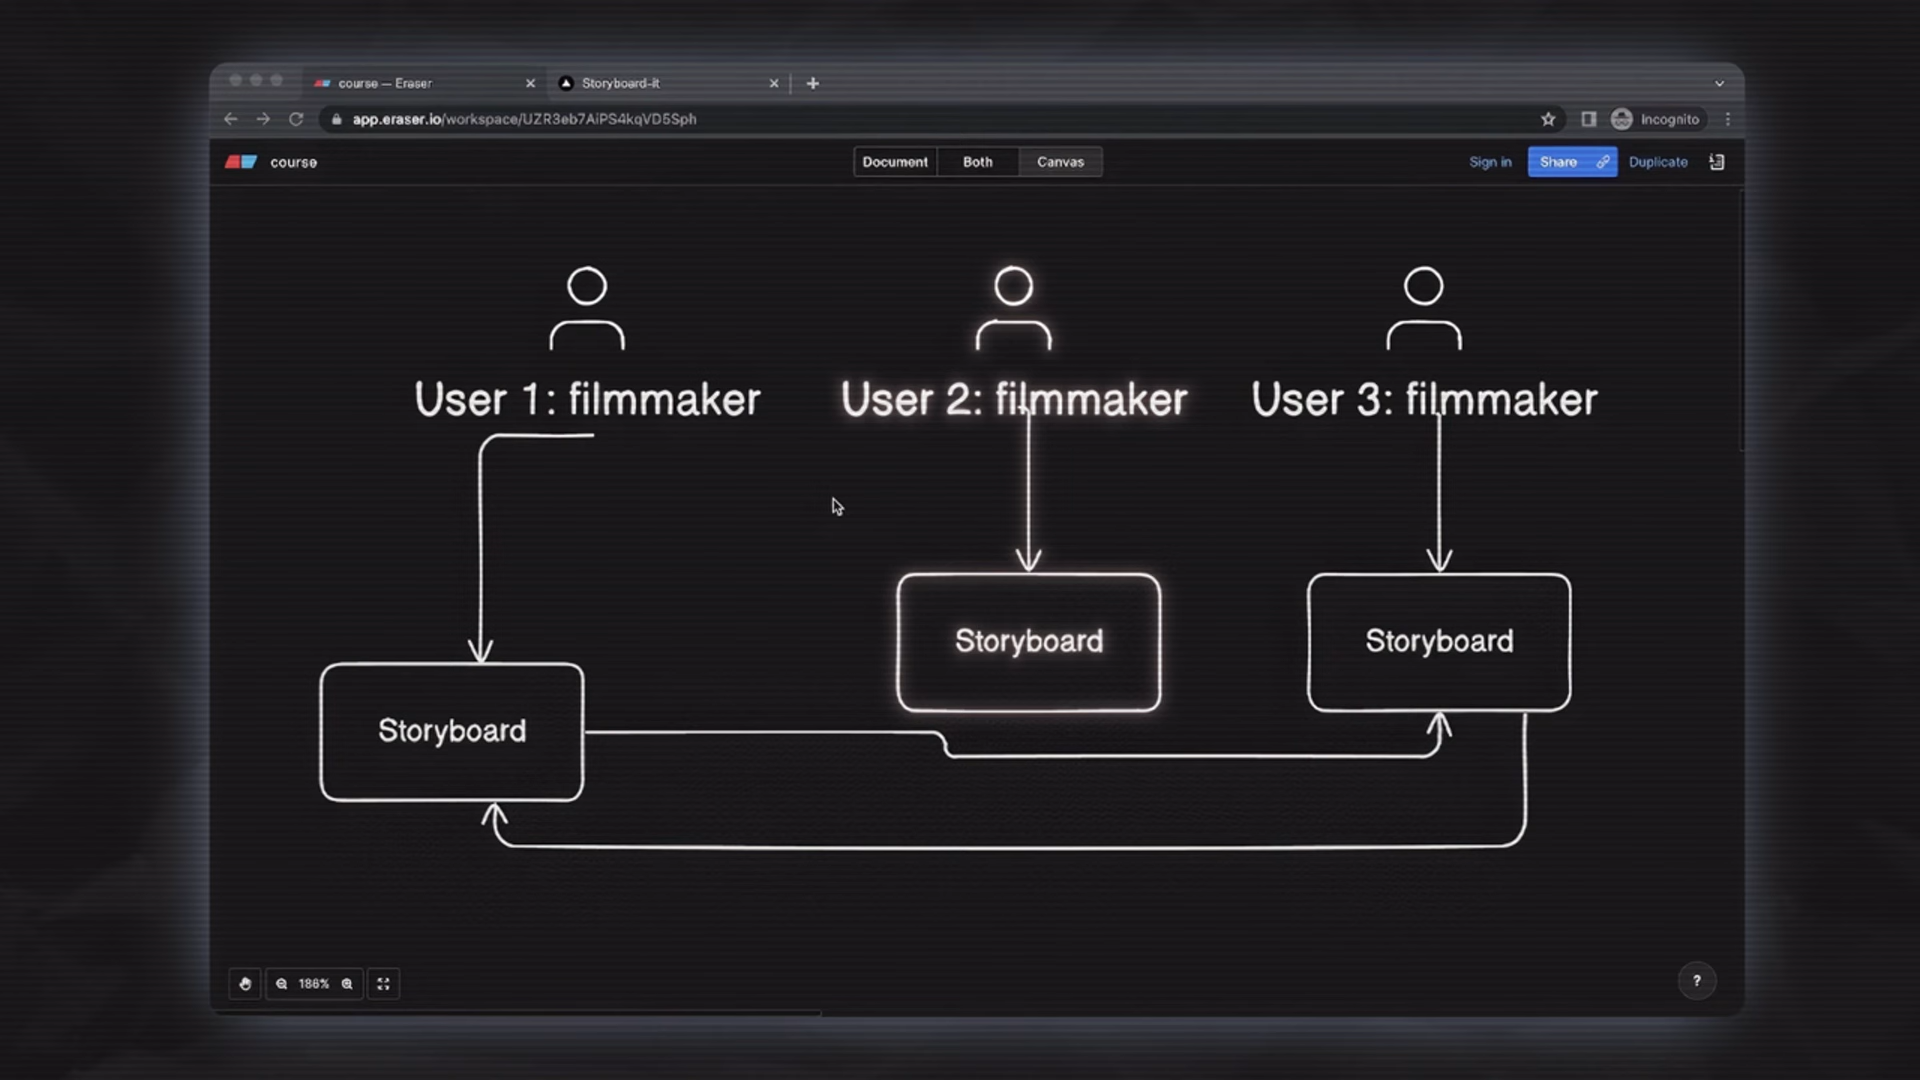 course — Eraser
Storyboard-it
app.eraser.io/workspace/UZR3eb7AiPS4kqVD5Sph
Incognito
course
Document Both Canvas
Sign in Share Duplicate
User 1: filmmaker
User 2: filmmaker
User 3: filmmaker
Storyboard
Storyboard
Storyboard
186%
?